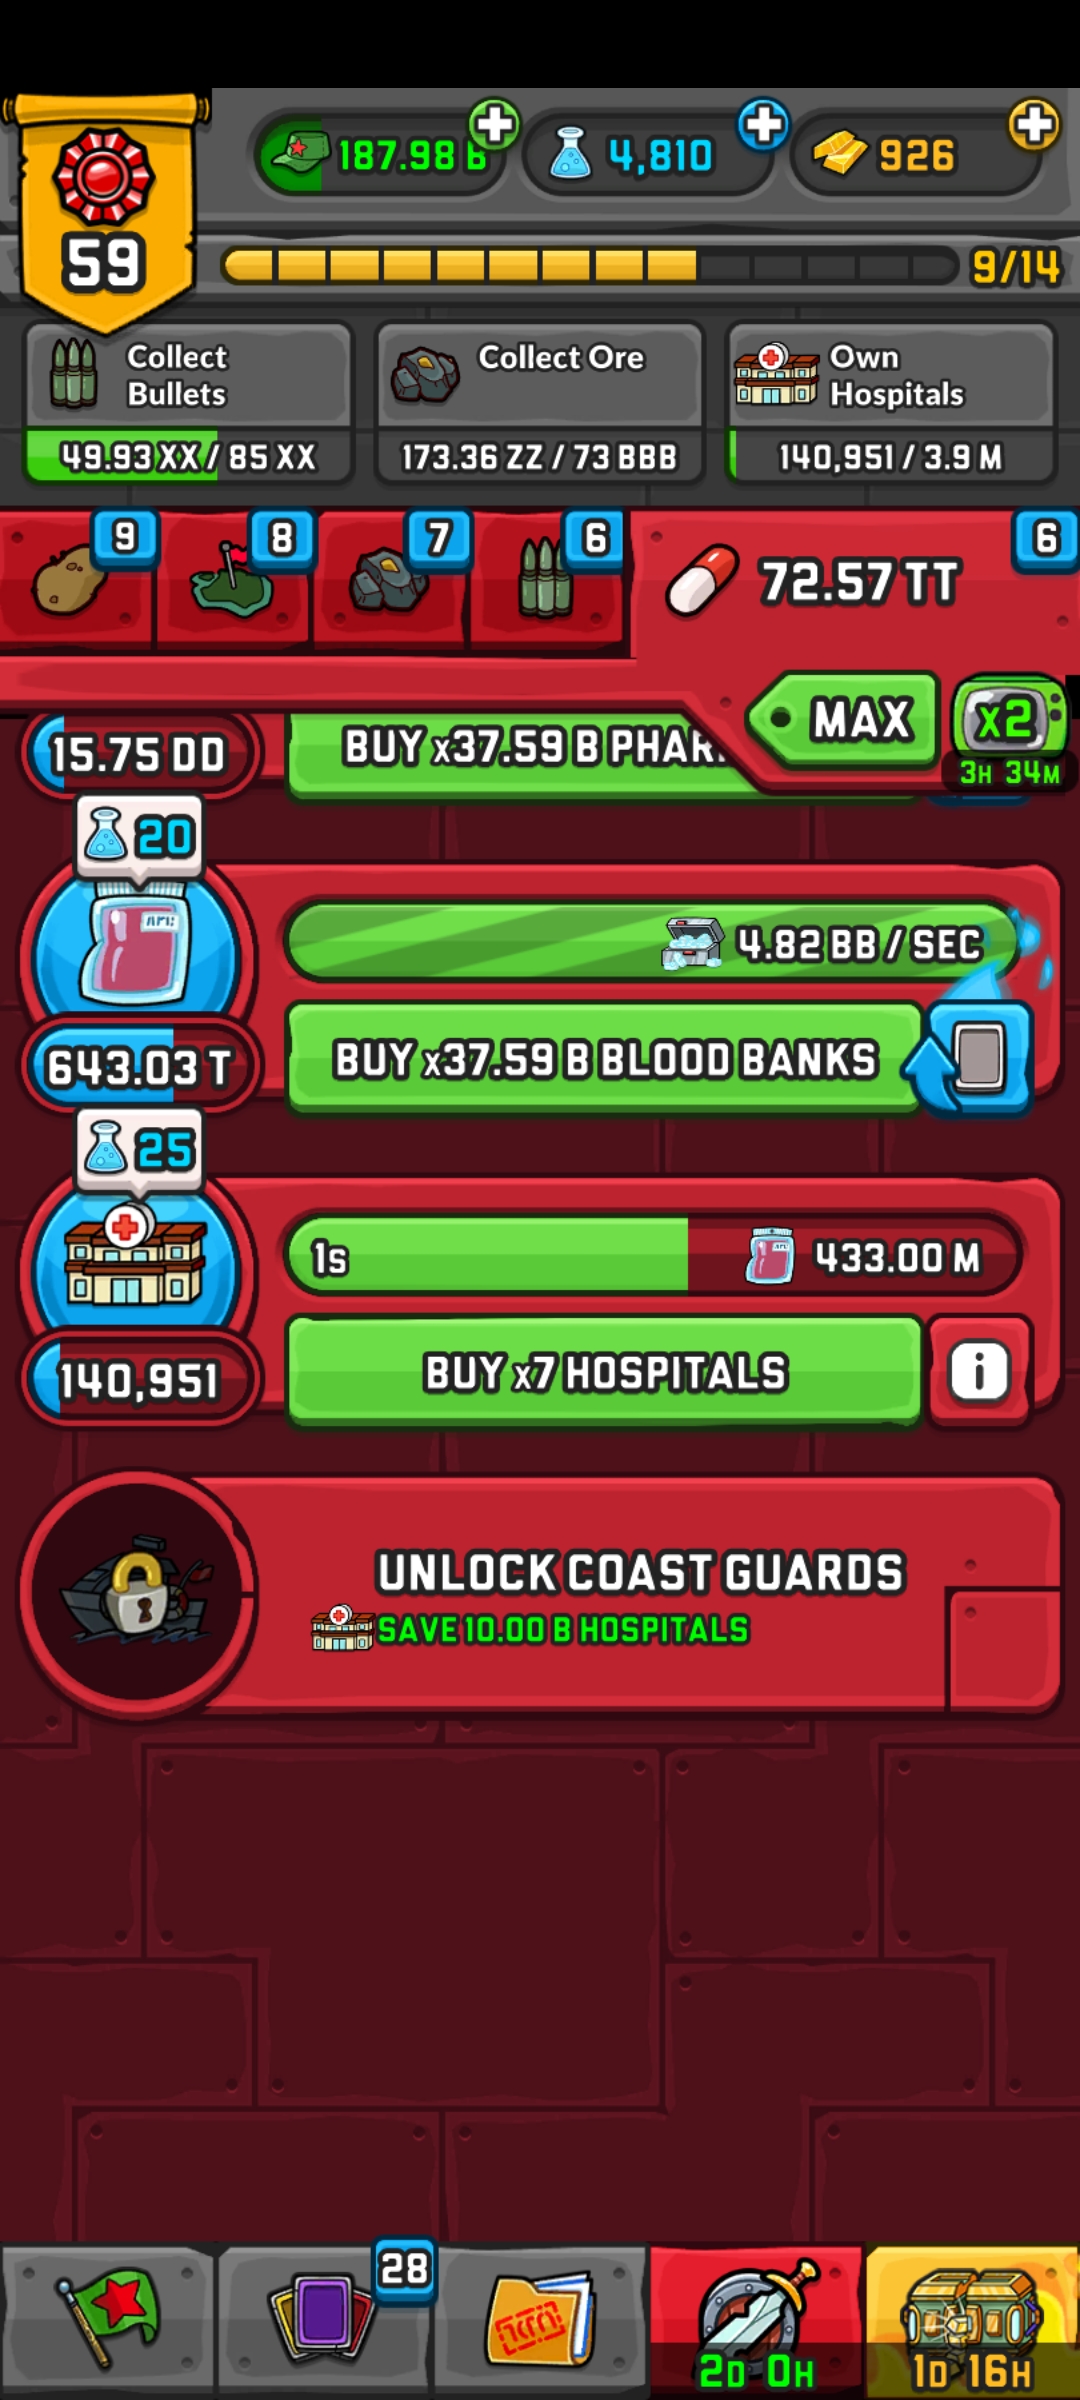 187.98 B
4,810
926
59
9/14
Collect
Bullets
Collect Ore
Own
Hospitals
49.93 XX / 85 XX
173.36 ZZ / 73 BBB
140,951 / 3.9 M
9
8
7
6
72.57 TT
6
MAX
x2
3H 34M
15.75 DD
BUY x37.59 B PHAR
20
4.82 BB / SEC
643.03 T
BUY x37.59 B BLOOD BANKS
25
1s
433.00 M
140,951
BUY x7 HOSPITALS
i
UNLOCK COAST GUARDS
SAVE 10.00 B HOSPITALS
28
2D 0H
1D 16H